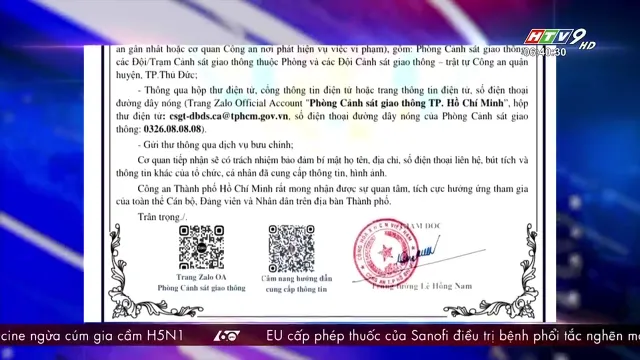 HTV9 HD
06:40:30
an gần nhất hoặc cơ quan Công an nơi phát hiện vụ việc vi phạm), gồm: Phòng Cảnh sát giao thông,
các Đội/Trạm Cảnh sát giao thông thuộc Phòng và các Đội Cảnh sát giao thông – trật tự Công an quận
huyện, TP.Thủ Đức;
- Thông qua hộp thư điện tử, cổng thông tin điện tử hoặc trang thông tin điện tử, số điện thoại
đường dây nóng (Trang Zalo Official Account "Phòng Cảnh sát giao thông TP. Hồ Chí Minh", hộp
thư điện tử: csgt-dbds.ca@tphcm.gov.vn, số điện thoại đường dây nóng của Phòng Cảnh sát giao
thông: 0326.08.08.08).
- Gửi thư thông qua dịch vụ bưu chính;
Cơ quan tiếp nhận sẽ có trách nhiệm bảo đảm bí mật họ tên, địa chỉ, số điện thoại liên hệ, bút tích và
thông tin khác của tổ chức, cá nhân đã cung cấp thông tin, hình ảnh.
Công an Thành phố Hồ Chí Minh rất mong nhận được sự quan tâm, tích cực hưởng ứng tham gia
của toàn thể Cán bộ, Đảng viên và Nhân dân trên địa bàn Thành phố.
Trân trọng./.
Trang Zalo OA
Phòng Cảnh sát giao thông
Cẩm nang hướng dẫn
cung cấp thông tin
ĐỐC
tướng Lê Hồng Nam
cine ngừa cúm gia cầm H5N1 60 EU cấp phép thuốc của Sanofi điều trị bệnh phổi tắc nghẽn m